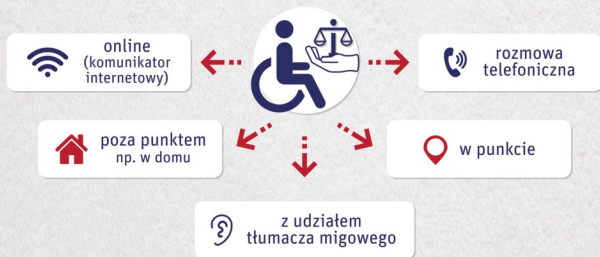 online
(komunikator
internetowy)
rozmowa
telefoniczna
poza punktem
np. w domu
w punkcie
z udziałem
tłumacza migowego